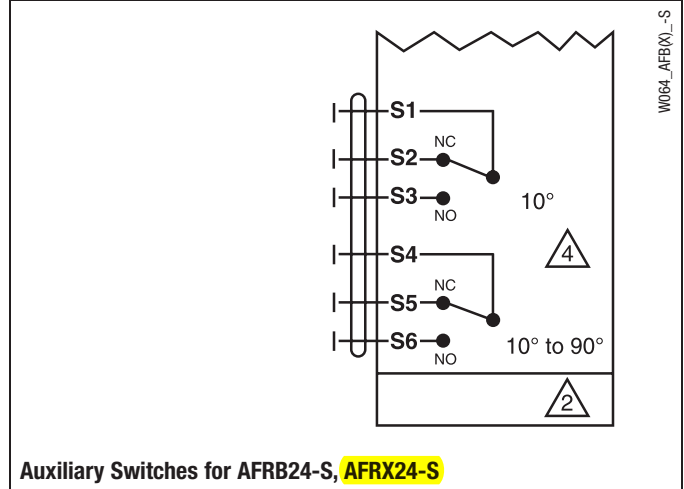 W064_AFB(X)_-S
S1
NC
S2
S3
NO
10°
4
S4
NC
S5
S6
NO
10° to 90°
2
Auxiliary Switches for AFRB24-S, AFRX24-S